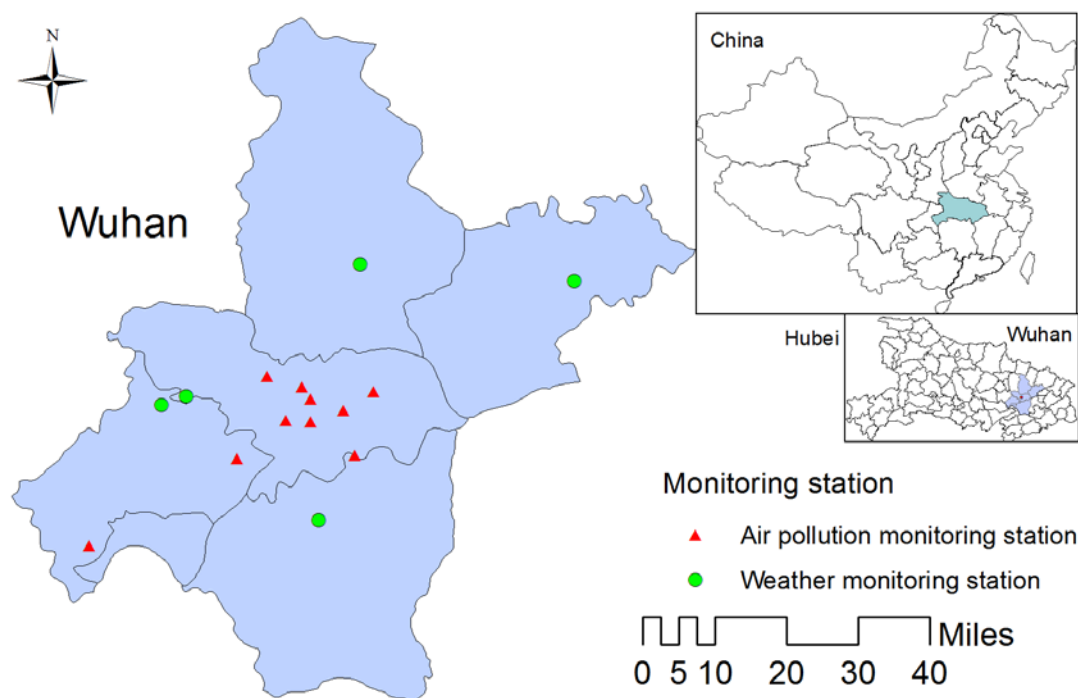 N
Wuhan
China
Hubei
Wuhan
Monitoring station
Air pollution monitoring station
Weather monitoring station
Miles
0 5 10 20 30 40